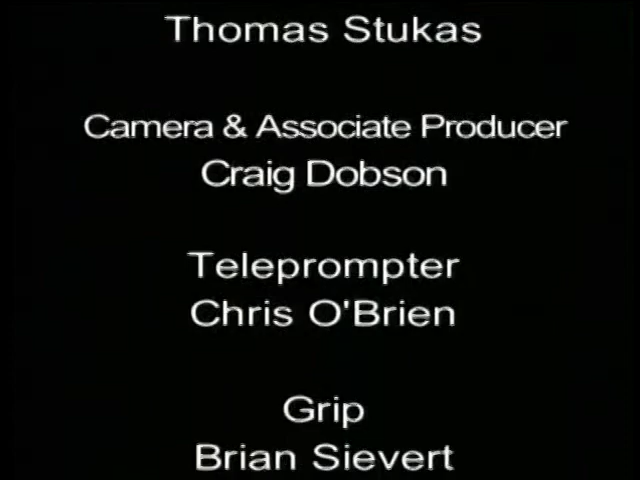 Thomas Stukas
Camera & Associate Producer
Craig Dobson
Teleprompter
Chris O'Brien
Grip
Brian Sievert